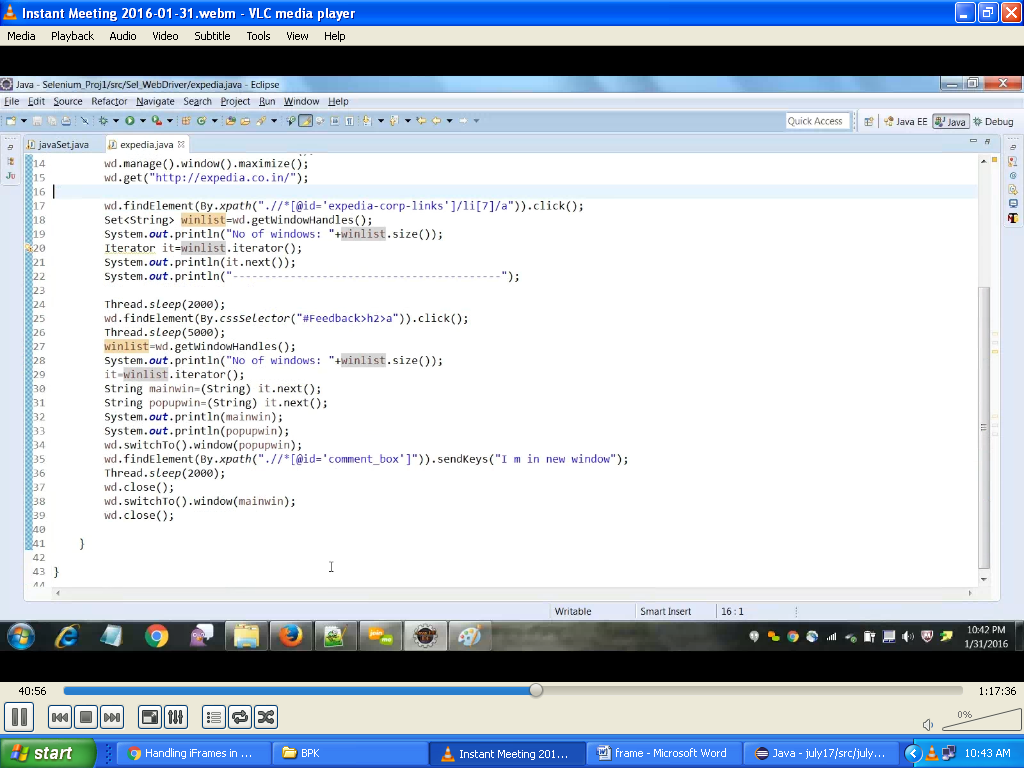 Instant Meeting 2016-01-31.webm - VLC media player
Media Playback Audio Video Subtitle Tools View Help
Java - Selenium_Proj1/src/Sel_WebDriver/expedia.java - Eclipse
File Edit Source Refactor Navigate Search Project Run Window Help
Quick Access Java EE Java Debug
javaSet.java expedia.java
14 wd.manage().window().maximize();
15 wd.get("http://expedia.co.in/");
16
17 wd.findElement(By.xpath(".//*[@id='expedia-corp-links']/li[7]/a")).click();
18 Set<String> winlist=wd.getWindowHandles();
19 System.out.println("No of windows: "+winlist.size());
20 Iterator it=winlist.iterator();
21 System.out.println(it.next());
22 System.out.println("-----------------------------------------");
23
24 Thread.sleep(2000);
25 wd.findElement(By.cssSelector("#Feedback>h2>a")).click();
26 Thread.sleep(5000);
27 winlist=wd.getWindowHandles();
28 System.out.println("No of windows: "+winlist.size());
29 it=winlist.iterator();
30 String mainwin=(String) it.next();
31 String popupwin=(String) it.next();
32 System.out.println(mainwin);
33 System.out.println(popupwin);
34 wd.switchTo().window(popupwin);
35 wd.findElement(By.xpath(".//*[@id='comment_box']")).sendKeys("I m in new window");
36 Thread.sleep(2000);
37 wd.close();
38 wd.switchTo().window(mainwin);
39 wd.close();
40
41 }
42
43 }
44
Writable Smart Insert 16 : 1
10:42 PM
1/31/2016
40:56 1:17:36
0%
start Handling iFrames in ... BPK Instant Meeting 201... frame - Microsoft Word Java - july17/src/july... 10:43 AM